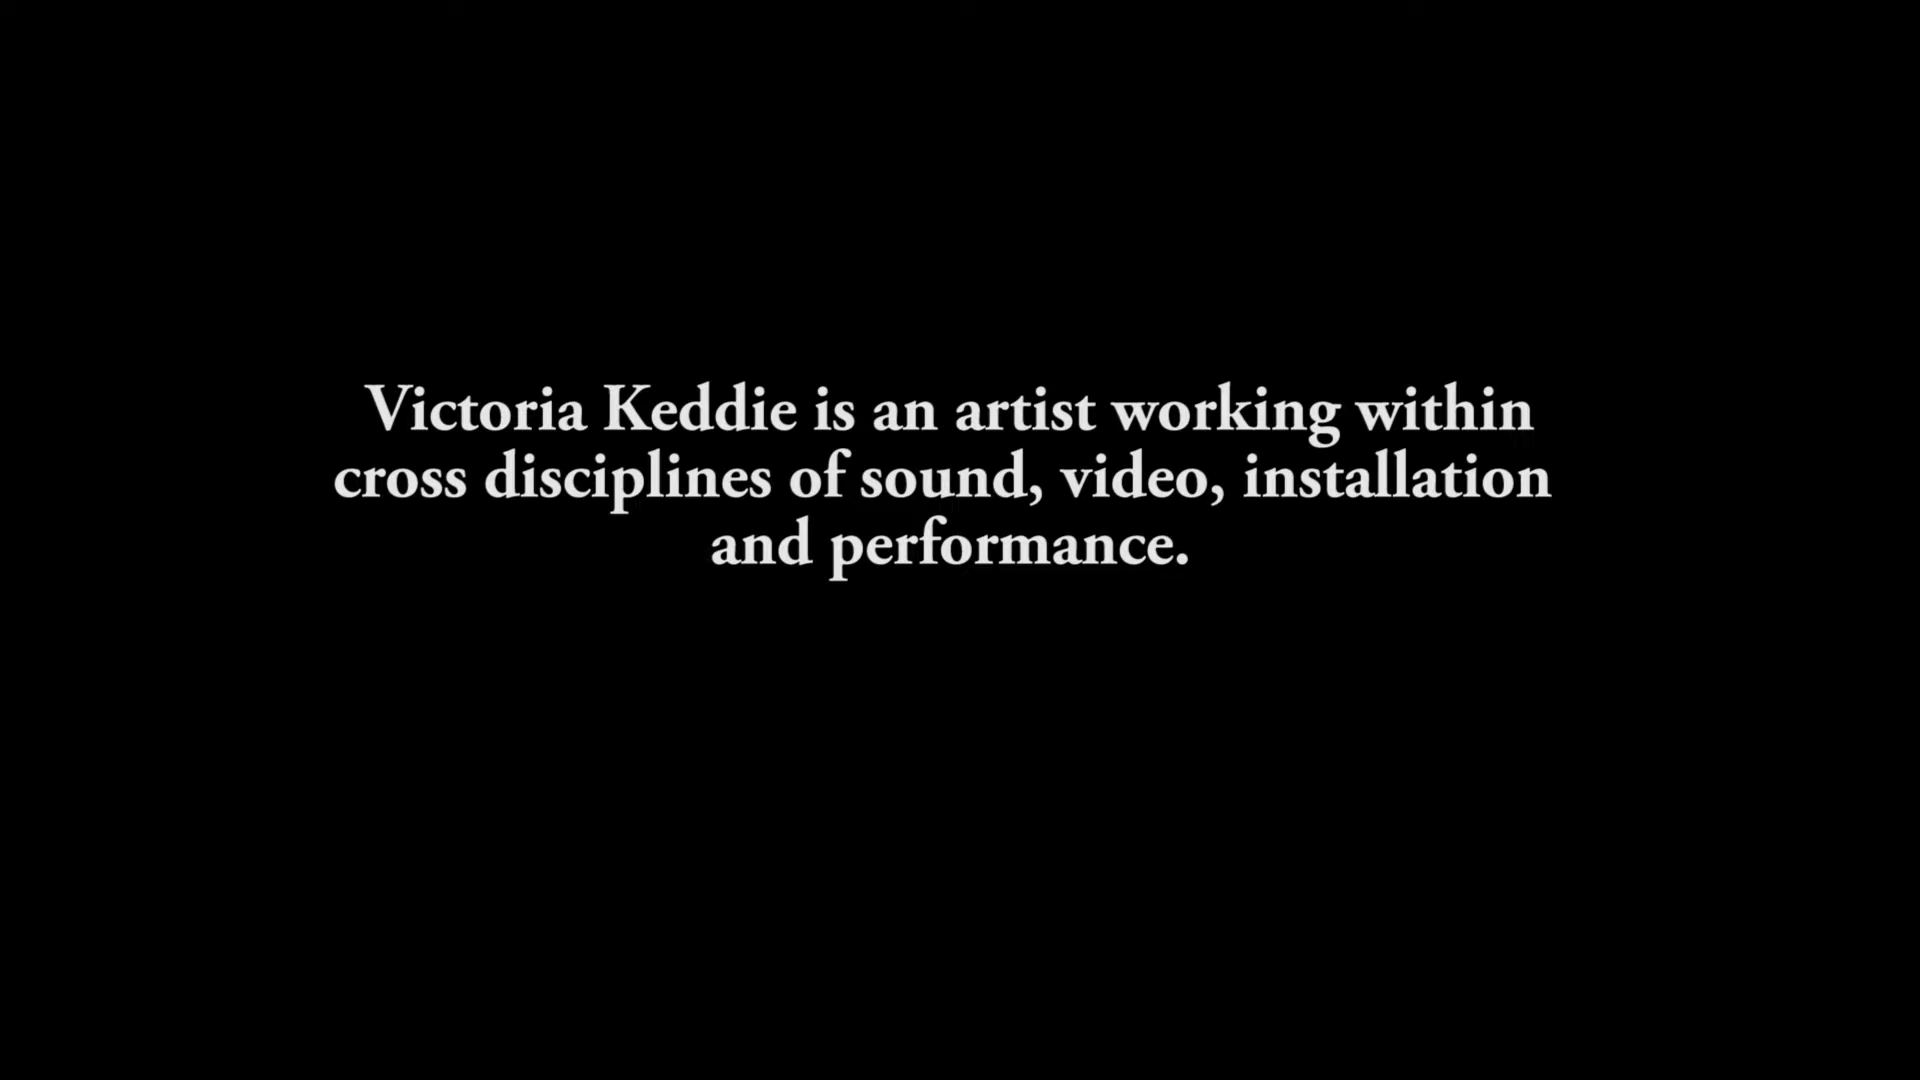 Victoria Keddie is an artist working within
cross disciplines of sound, video, installation
and performance.